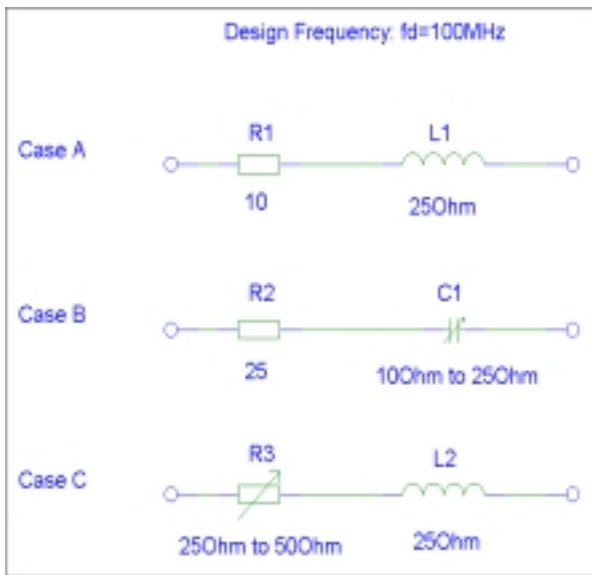 Design Frequency: fd=100MHz
Case A
R1
L1
10
25Ohm
Case B
R2
C1
25
10Ohm to 25Ohm
Case C
R3
L2
25Ohm to 50Ohm
25Ohm